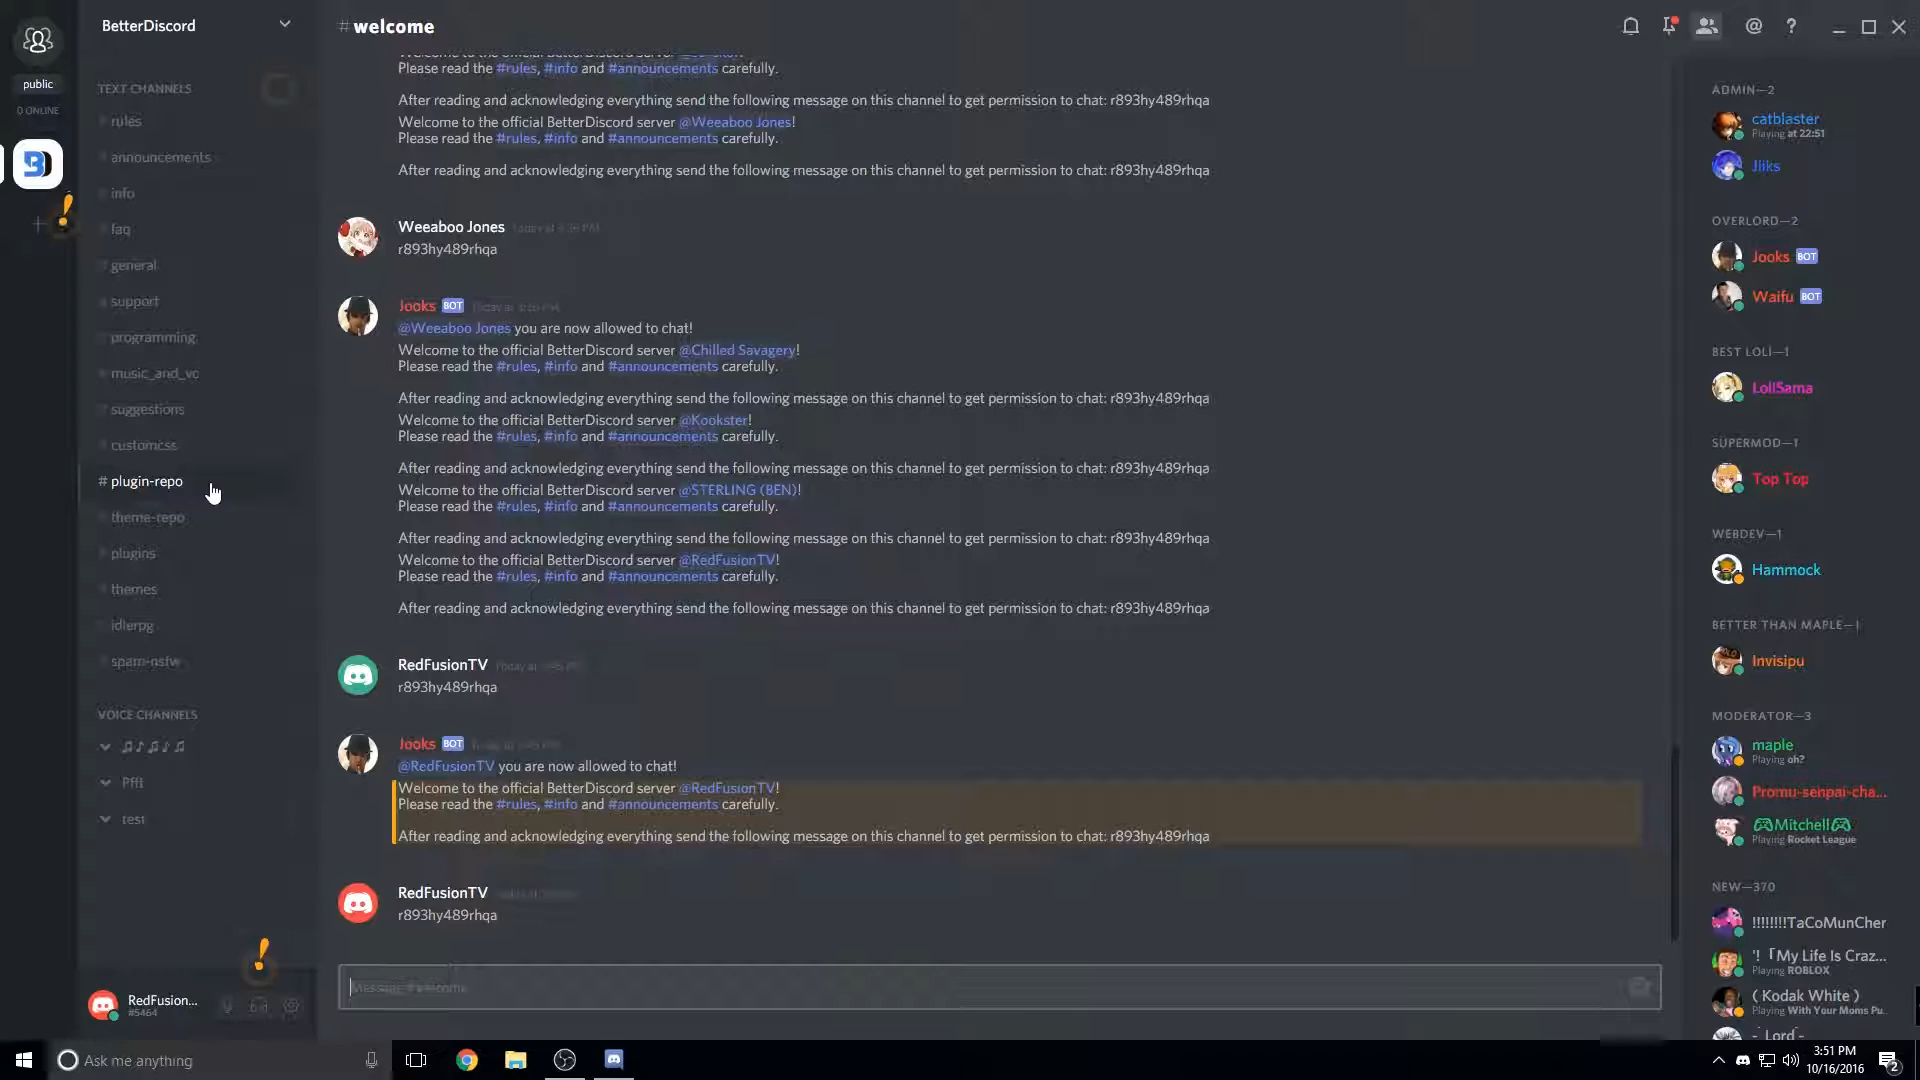 BetterDiscord
#welcome
public
0 ONLINE
TEXT CHANNELS
rules
announcements
info
faq
general
support
programming
music_and_vc
suggestions
customcss
# plugin-repo
theme-repo
plugins
themes
idlerpg
spam-nsfw
VOICE CHANNELS
♫♪♫♪♫
Pfft
test
RedFusion...
#5464
Please read the #rules, #info and #announcements carefully.
After reading and acknowledging everything send the following message on this channel to get permission to chat: r893hy489rhqa
Welcome to the official BetterDiscord server @Weeaboo Jones!
Please read the #rules, #info and #announcements carefully.
After reading and acknowledging everything send the following message on this channel to get permission to chat: r893hy489rhqa
Weeaboo Jones
r893hy489rhqa
Jooks BOT
@Weeaboo Jones you are now allowed to chat!
Welcome to the official BetterDiscord server @Chilled Savagery!
Please read the #rules, #info and #announcements carefully.
After reading and acknowledging everything send the following message on this channel to get permission to chat: r893hy489rhqa
Welcome to the official BetterDiscord server @Kookster!
Please read the #rules, #info and #announcements carefully.
After reading and acknowledging everything send the following message on this channel to get permission to chat: r893hy489rhqa
Welcome to the official BetterDiscord server @STERLING (BEN)!
Please read the #rules, #info and #announcements carefully.
After reading and acknowledging everything send the following message on this channel to get permission to chat: r893hy489rhqa
Welcome to the official BetterDiscord server @RedFusionTV!
Please read the #rules, #info and #announcements carefully.
After reading and acknowledging everything send the following message on this channel to get permission to chat: r893hy489rhqa
RedFusionTV
r893hy489rhqa
Jooks BOT
@RedFusionTV you are now allowed to chat!
Welcome to the official BetterDiscord server @RedFusionTV!
Please read the #rules, #info and #announcements carefully.
After reading and acknowledging everything send the following message on this channel to get permission to chat: r893hy489rhqa
RedFusionTV
r893hy489rhqa
Message #welcome
ADMIN—2
catblaster
Playing at 22:51
Jiiks
OVERLORD—2
Jooks BOT
Waifu BOT
BEST LOLI—1
LoliSama
SUPERMOD—1
Top Top
WEBDEV—1
Hammock
BETTER THAN MAPLE—1
Invisipu
MODERATOR—3
maple
Playing oh?
Promu-senpai-cha...
🎮Mitchell🎮
Playing Rocket League
NEW—370
!!!!!!!!TaCoMunCher
'!「My Life Is Craz...
Playing ROBLOX
( Kodak White )
Playing With Your Moms Pu...
Lord
Ask me anything
3:51 PM
10/16/2016
2